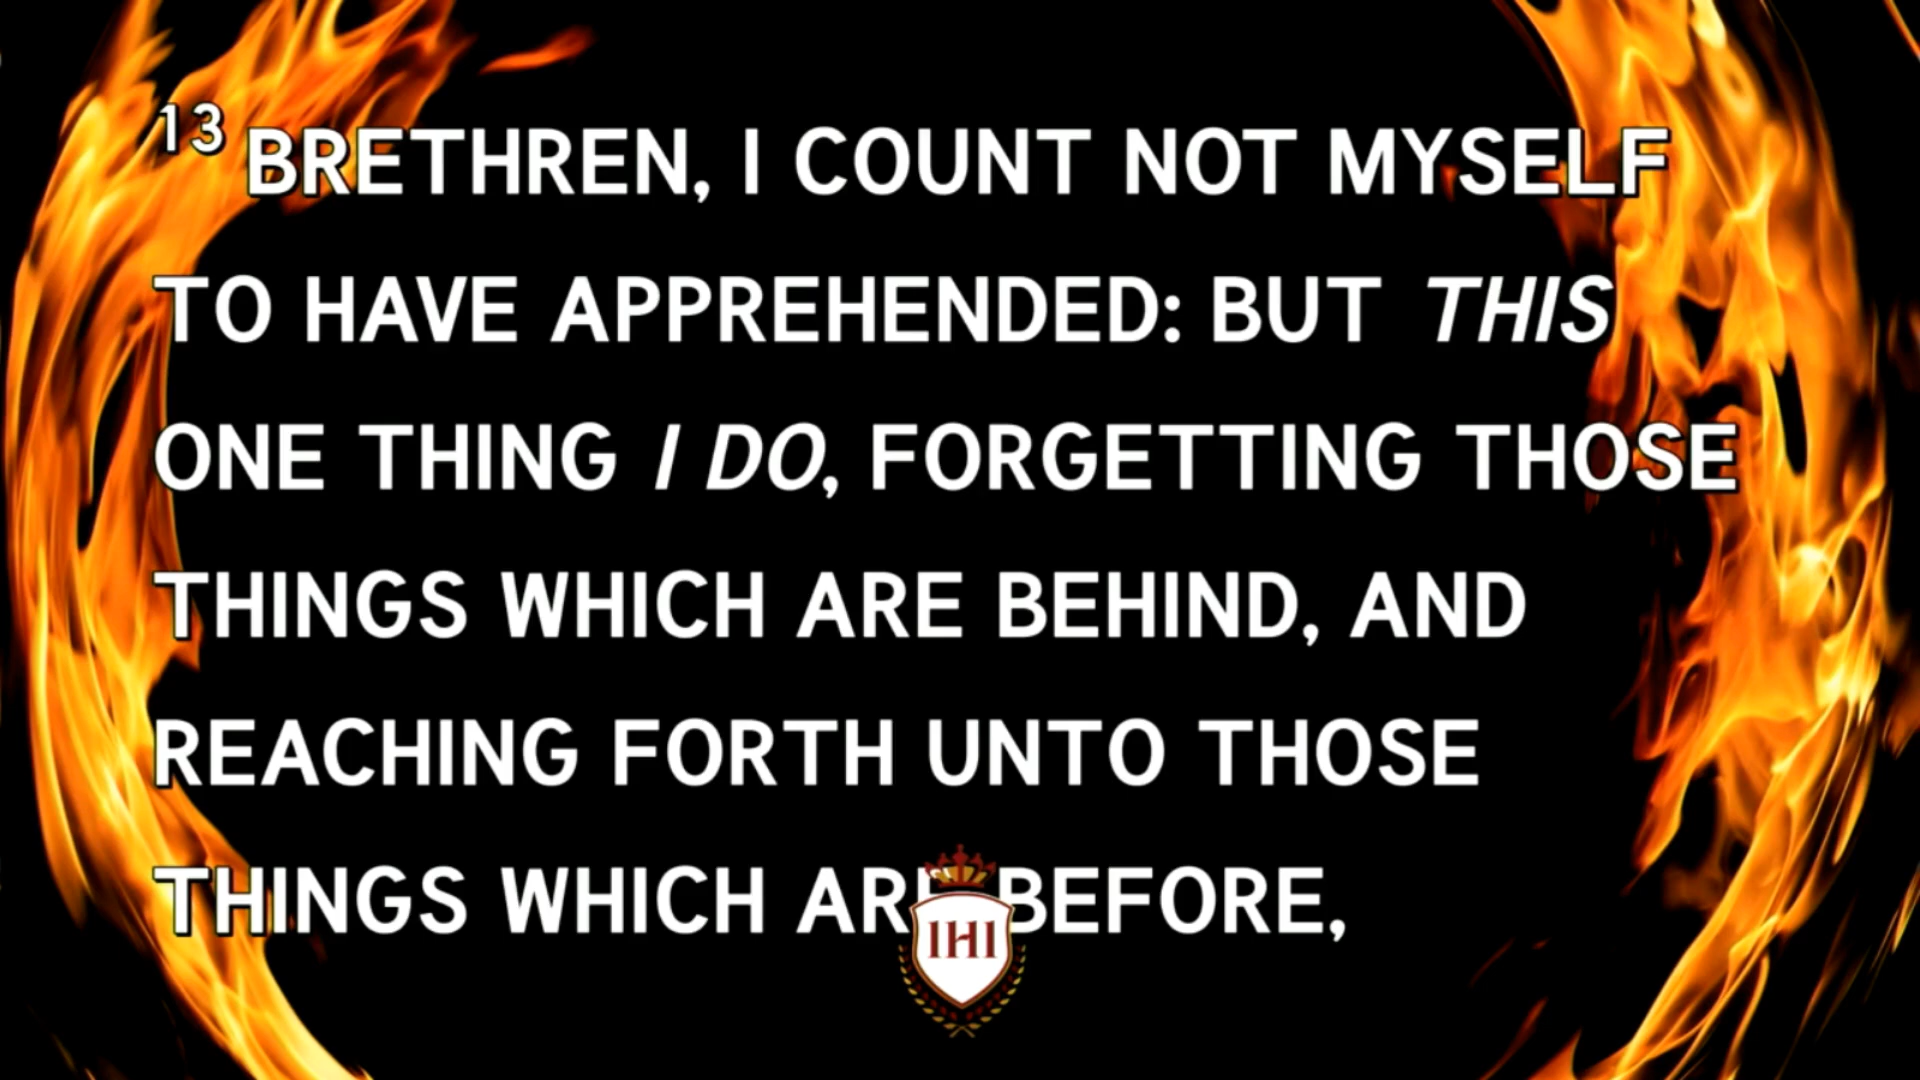 13 BRETHREN, I COUNT NOT MYSELF
TO HAVE APPREHENDED: BUT THIS
ONE THING I DO, FORGETTING THOSE
THINGS WHICH ARE BEHIND, AND
REACHING FORTH UNTO THOSE
THINGS WHICH ARE BEFORE,
IHI